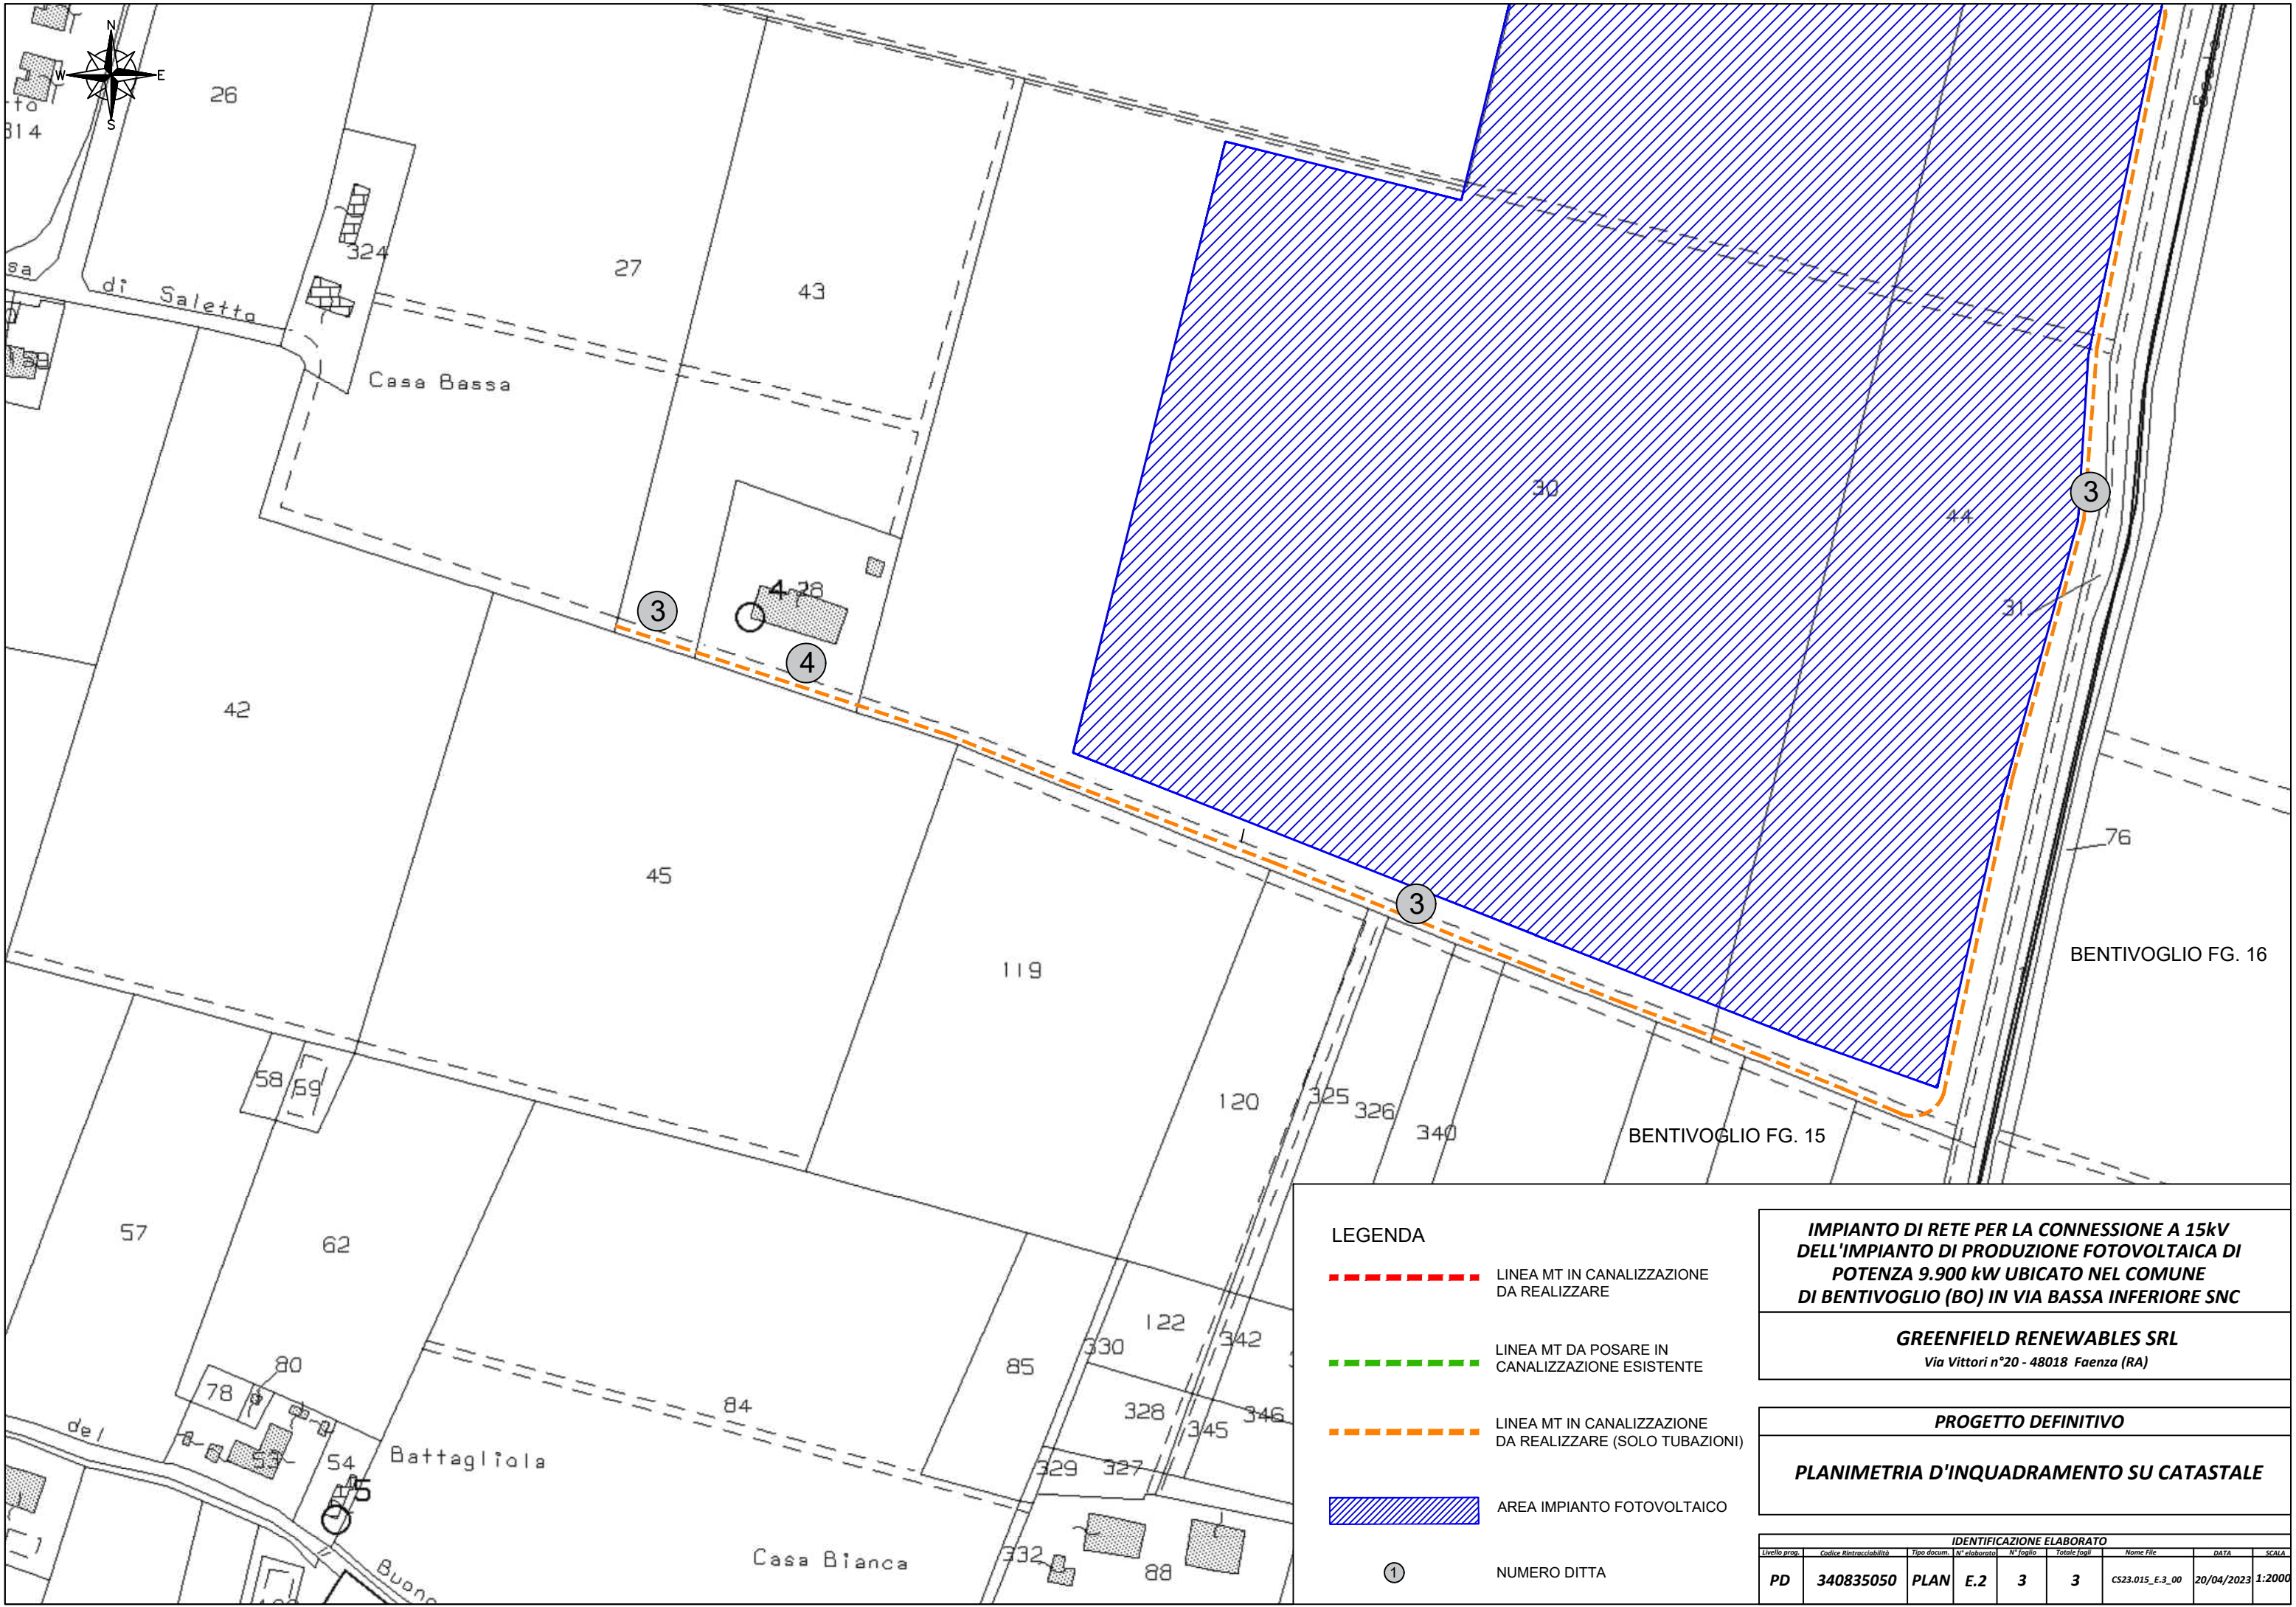 N
W
E
S
26
314
324
27
43
di Saletto
Casa Bassa
30
44
3
31
3
4-28
4
42
45
119
3
76
BENTIVOGLIO FG. 16
58
59
120
325
326
340
BENTIVOGLIO FG. 15
57
62
122
342
330
85
84
328
345
346
80
78
del
53
54
Battagliola
5
329
327
332
88
Casa Bianca
LEGENDA
LINEA MT IN CANALIZZAZIONE
DA REALIZZARE
LINEA MT DA POSARE IN
CANALIZZAZIONE ESISTENTE
LINEA MT IN CANALIZZAZIONE
DA REALIZZARE (SOLO TUBAZIONI)
AREA IMPIANTO FOTOVOLTAICO
1
NUMERO DITTA
IMPIANTO DI RETE PER LA CONNESSIONE A 15kV
DELL'IMPIANTO DI PRODUZIONE FOTOVOLTAICA DI
POTENZA 9.900 kW UBICATO NEL COMUNE
DI BENTIVOGLIO (BO) IN VIA BASSA INFERIORE SNC
GREENFIELD RENEWABLES SRL
Via Vittori n°20 - 48018 Faenza (RA)
PROGETTO DEFINITIVO
PLANIMETRIA D'INQUADRAMENTO SU CATASTALE
IDENTIFICAZIONE ELABORATO
Livello prog. Codice Rintracciabilità Tipo docum. N° elaborato N° foglio Totale fogli Nome File DATA SCALA
PD 340835050 PLAN E.2 3 3 CS23.015_E.3_00 20/04/2023 1:2000